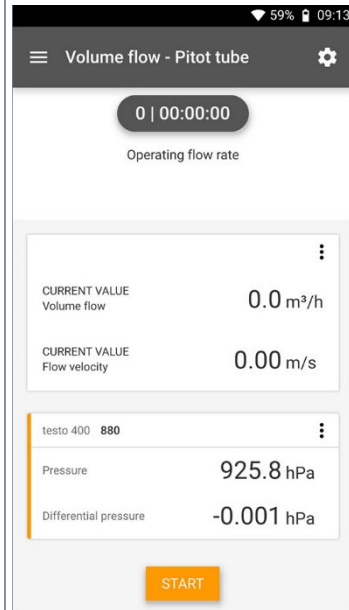 59% 09:13
Volume flow - Pitot tube
0 | 00:00:00
Operating flow rate
CURRENT VALUE
Volume flow
0.0 m³/h
CURRENT VALUE
Flow velocity
0.00 m/s
testo 400 880
Pressure
925.8 hPa
Differential pressure
-0.001 hPa
START